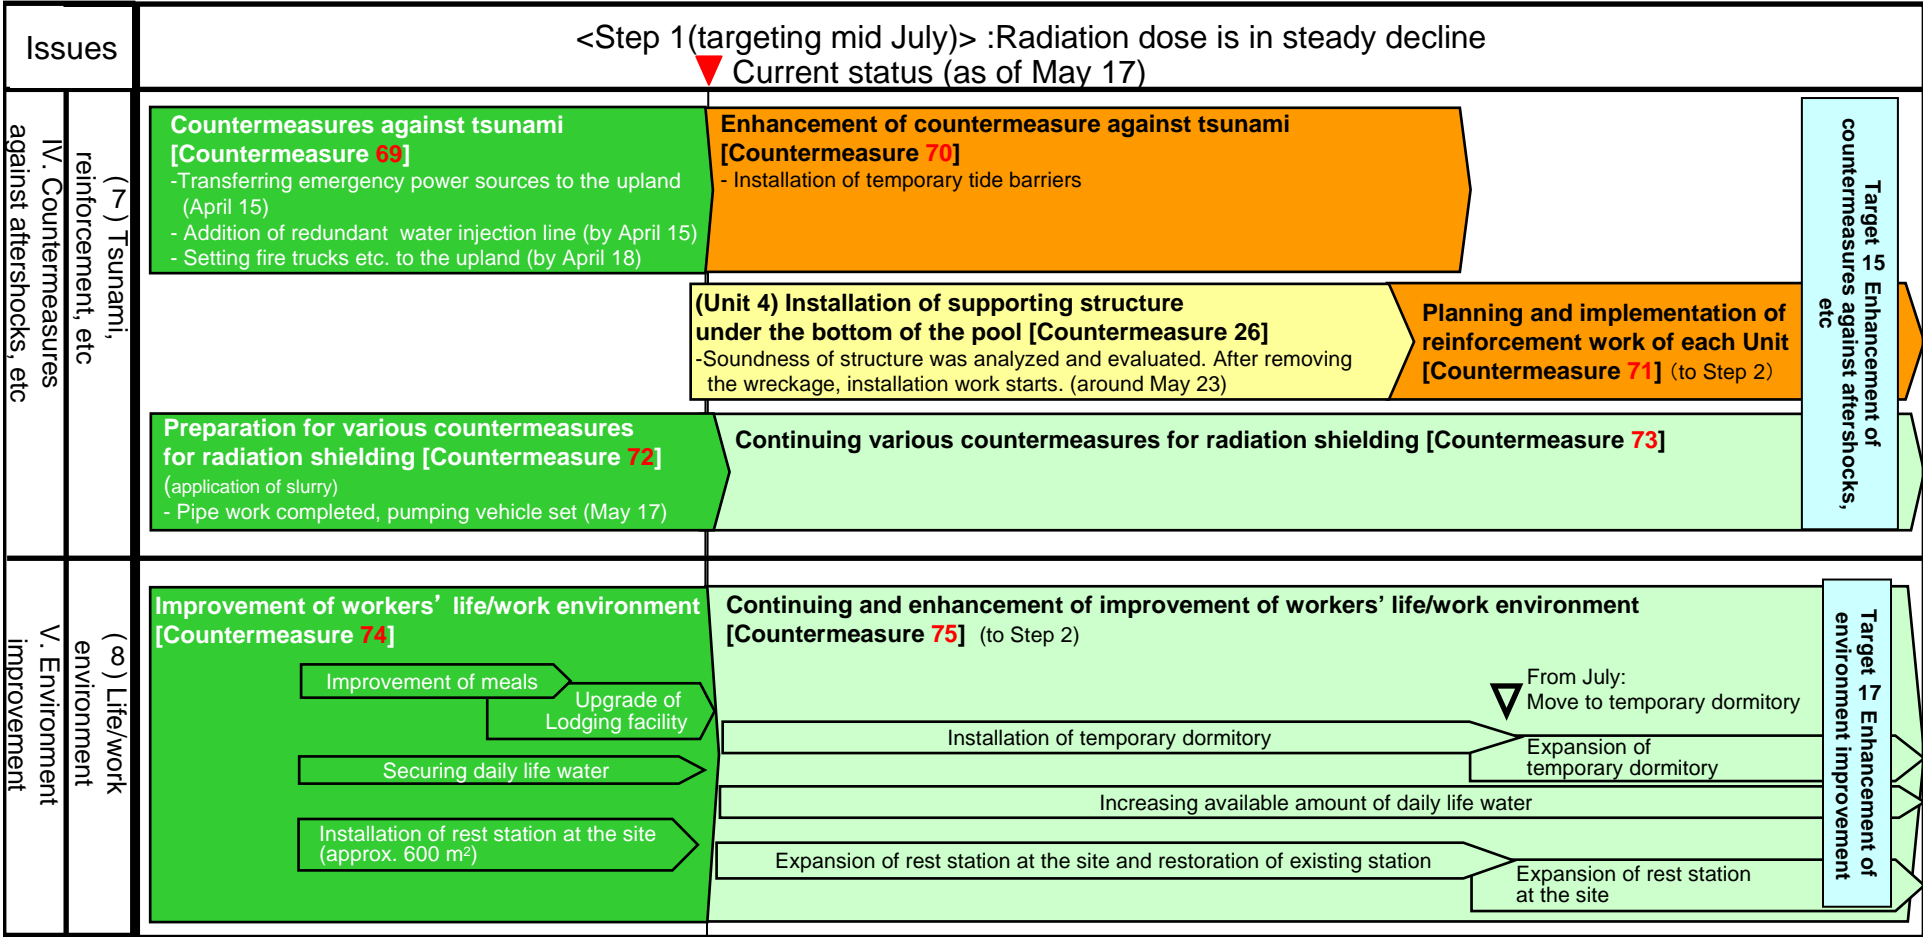 Issues
<Step 1(targeting mid July)> :Radiation dose is in steady decline
Current status (as of May 17)
IV. Countermeasures
against aftershocks, etc
(7) Tsunami,
reinforcement, etc
Countermeasures against tsunami
[Countermeasure 69]
-Transferring emergency power sources to the upland
(April 15)
- Addition of redundant water injection line (by April 15)
- Setting fire trucks etc. to the upland (by April 18)
Enhancement of countermeasure against tsunami
[Countermeasure 70]
- Installation of temporary tide barriers
(Unit 4) Installation of supporting structure
under the bottom of the pool [Countermeasure 26]
-Soundness of structure was analyzed and evaluated. After removing
the wreckage, installation work starts. (around May 23)
Planning and implementation of
reinforcement work of each Unit
[Countermeasure 71] (to Step 2)
Preparation for various countermeasures
for radiation shielding [Countermeasure 72]
(application of slurry)
- Pipe work completed, pumping vehicle set (May 17)
Continuing various countermeasures for radiation shielding [Countermeasure 73]
Target 15 Enhancement of
countermeasures against aftershocks,
etc
V. Environment
improvement
(8) Life/work
environment
Improvement of workers' life/work environment
[Countermeasure 74]
Improvement of meals
Upgrade of
Lodging facility
Securing daily life water
Installation of rest station at the site
(approx. 600 m²)
Continuing and enhancement of improvement of workers' life/work environment
[Countermeasure 75] (to Step 2)
From July:
Move to temporary dormitory
Installation of temporary dormitory
Expansion of
temporary dormitory
Increasing available amount of daily life water
Expansion of rest station at the site and restoration of existing station
Expansion of rest station
at the site
Target 17 Enhancement of
environment improvement